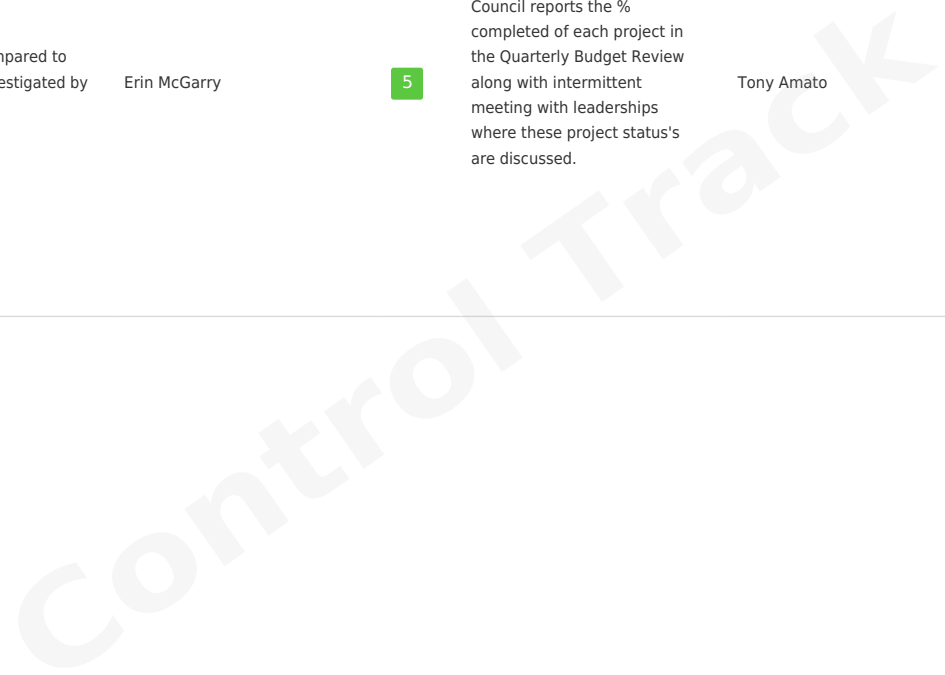 Council reports the %
completed of each project in
mpared to
the Quarterly Budget Review
estigated by
Erin McGarry
5
along with intermittent
Tony Amato
meeting with leaderships
where these project status's
are discussed.
Control Track